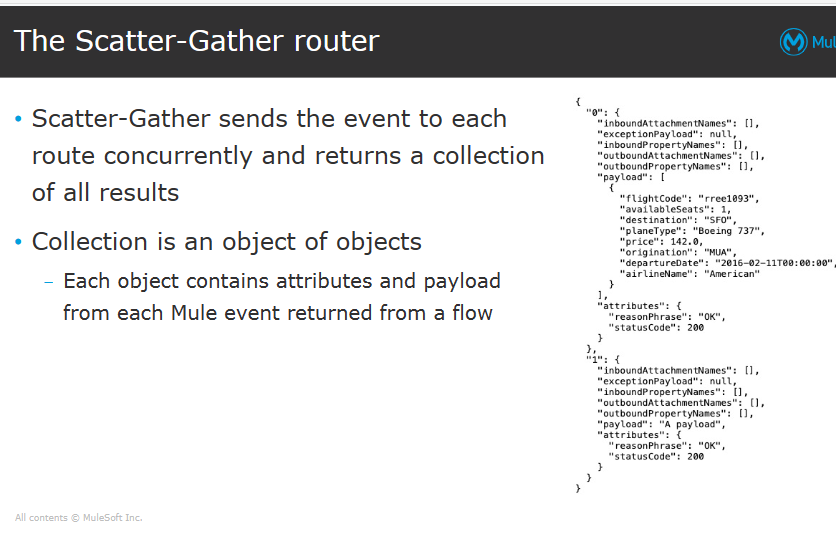 The Scatter-Gather router
• Scatter-Gather sends the event to each
route concurrently and returns a collection
of all results
• Collection is an object of objects
– Each object contains attributes and payload
from each Mule event returned from a flow
{
"0": {
"inboundAttachmentNames": [],
"exceptionPayload": null,
"inboundPropertyNames": [],
"outboundAttachmentNames": [],
"outboundPropertyNames": [],
"payload": [
{
"flightCode": "rree1093",
"availableSeats": 1,
"destination": "SFO",
"planeType": "Boeing 737",
"price": 142.0,
"origination": "MUA",
"departureDate": "2016-02-11T00:00:00",
"airlineName": "American"
}
],
"attributes": {
"reasonPhrase": "OK",
"statusCode": 200
}
},
"1": {
"inboundAttachmentNames": [],
"exceptionPayload": null,
"inboundPropertyNames": [],
"outboundAttachmentNames": [],
"outboundPropertyNames": [],
"payload": "A payload",
"attributes": {
"reasonPhrase": "OK",
"statusCode": 200
}
}
}
All contents © MuleSoft Inc.